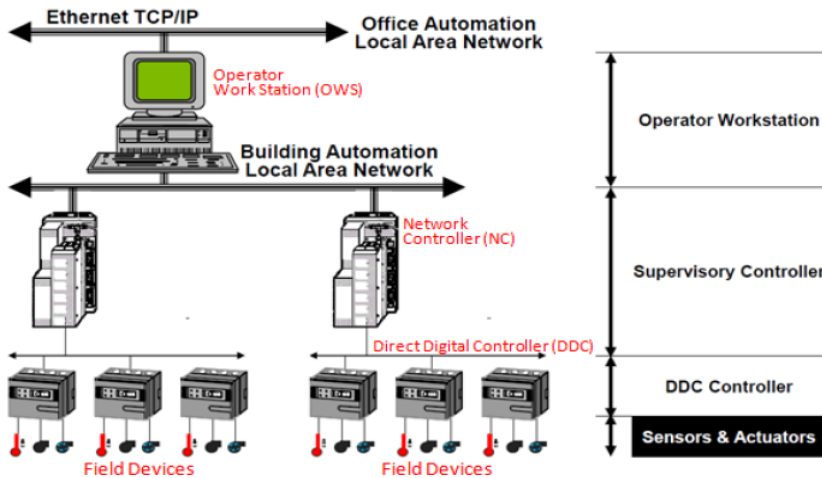 Ethernet TCP/IP
Office Automation
Local Area Network
Operator
Work Station (OWS)
Operator Workstation
Building Automation
Local Area Network
Network
Controller (NC)
Supervisory Controller
Direct Digital Controller (DDC)
DDC Controller
Sensors & Actuators
Field Devices
Field Devices